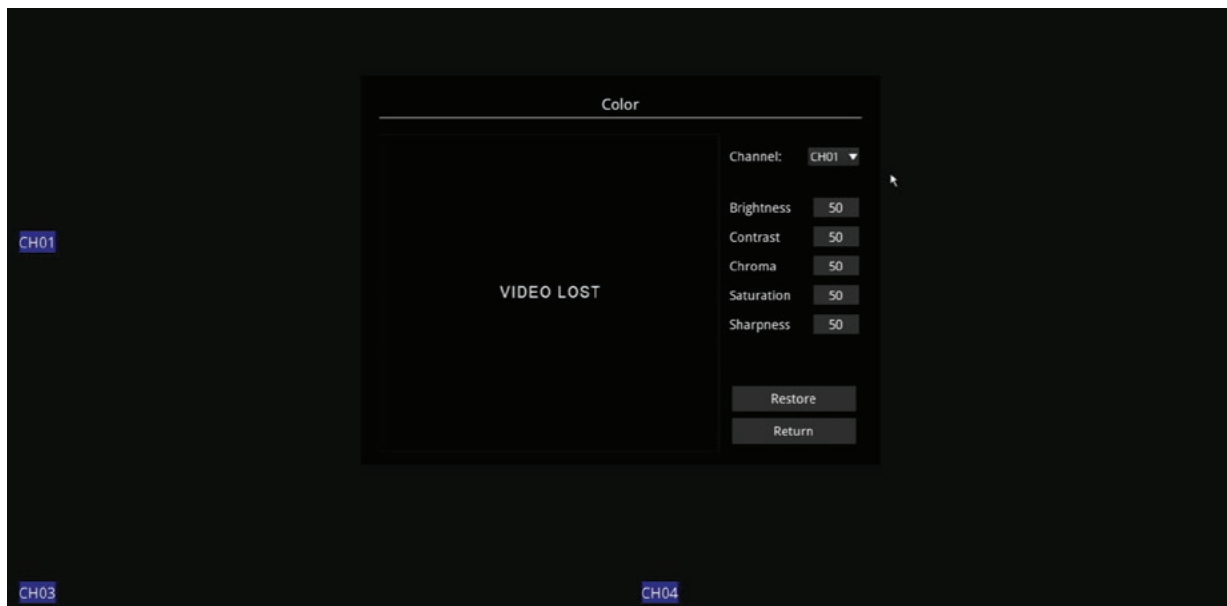 Color
Channel: CH01
Brightness 50
CH01
Contrast 50
Chroma 50
VIDEO LOST
Saturation 50
Sharpness 50
Restore
Return
CH03 CH04